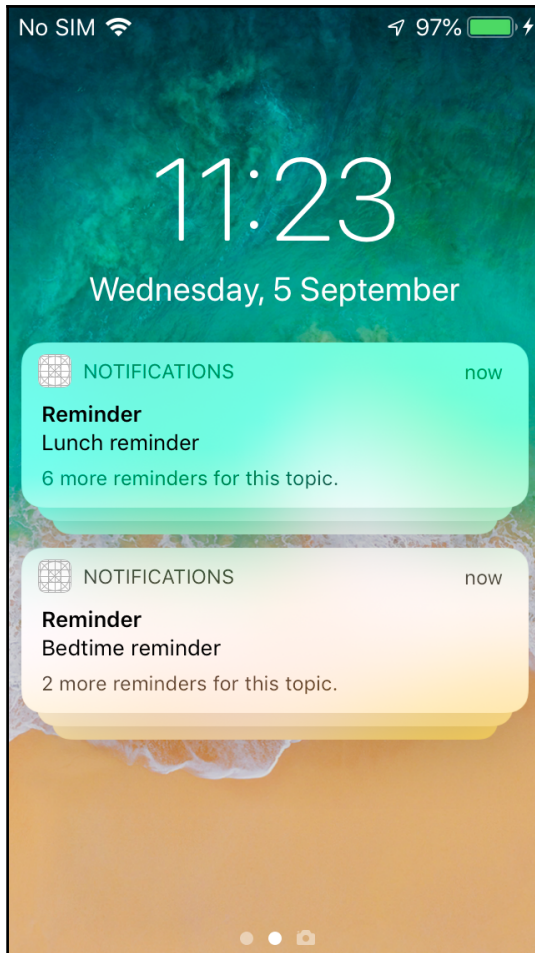 No SIM 97%
11:23
Wednesday, 5 September
NOTIFICATIONS now
Reminder
Lunch reminder
6 more reminders for this topic.
NOTIFICATIONS now
Reminder
Bedtime reminder
2 more reminders for this topic.